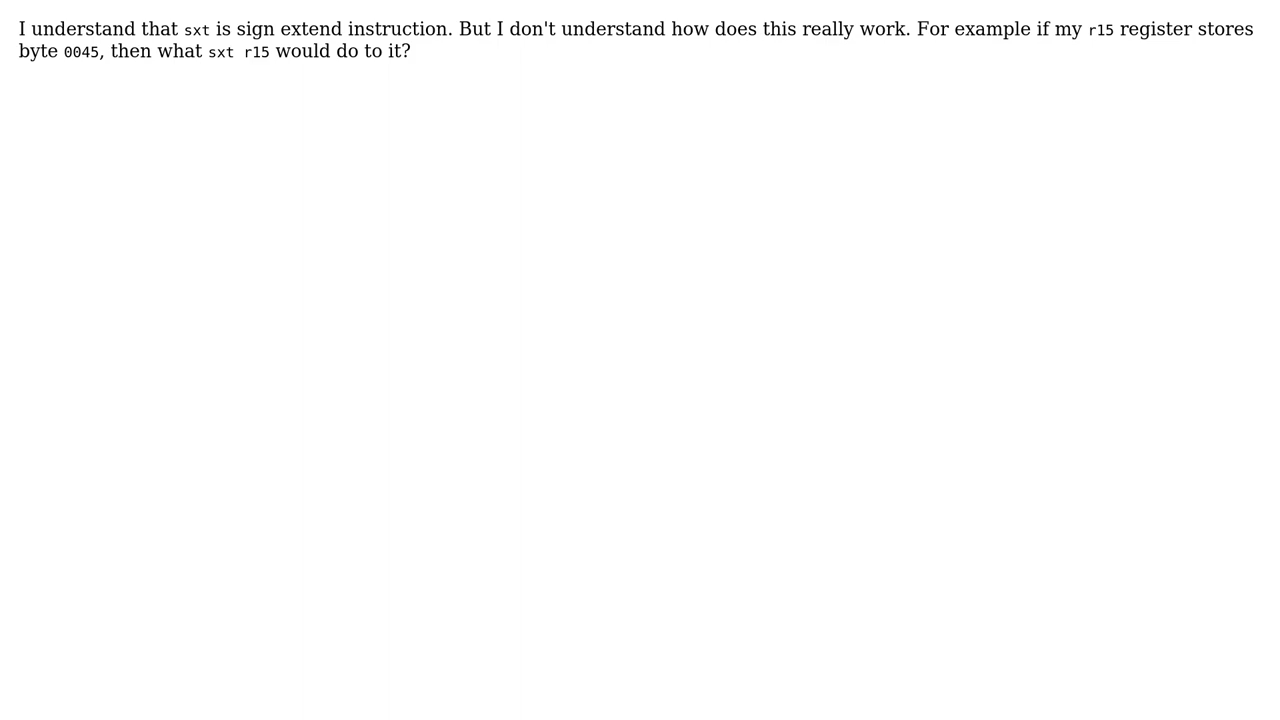 I understand that sxt is sign extend instruction. But I don't understand how does this really work. For example if my r15 register stores
byte 0045, then what sxt r15 would do to it?